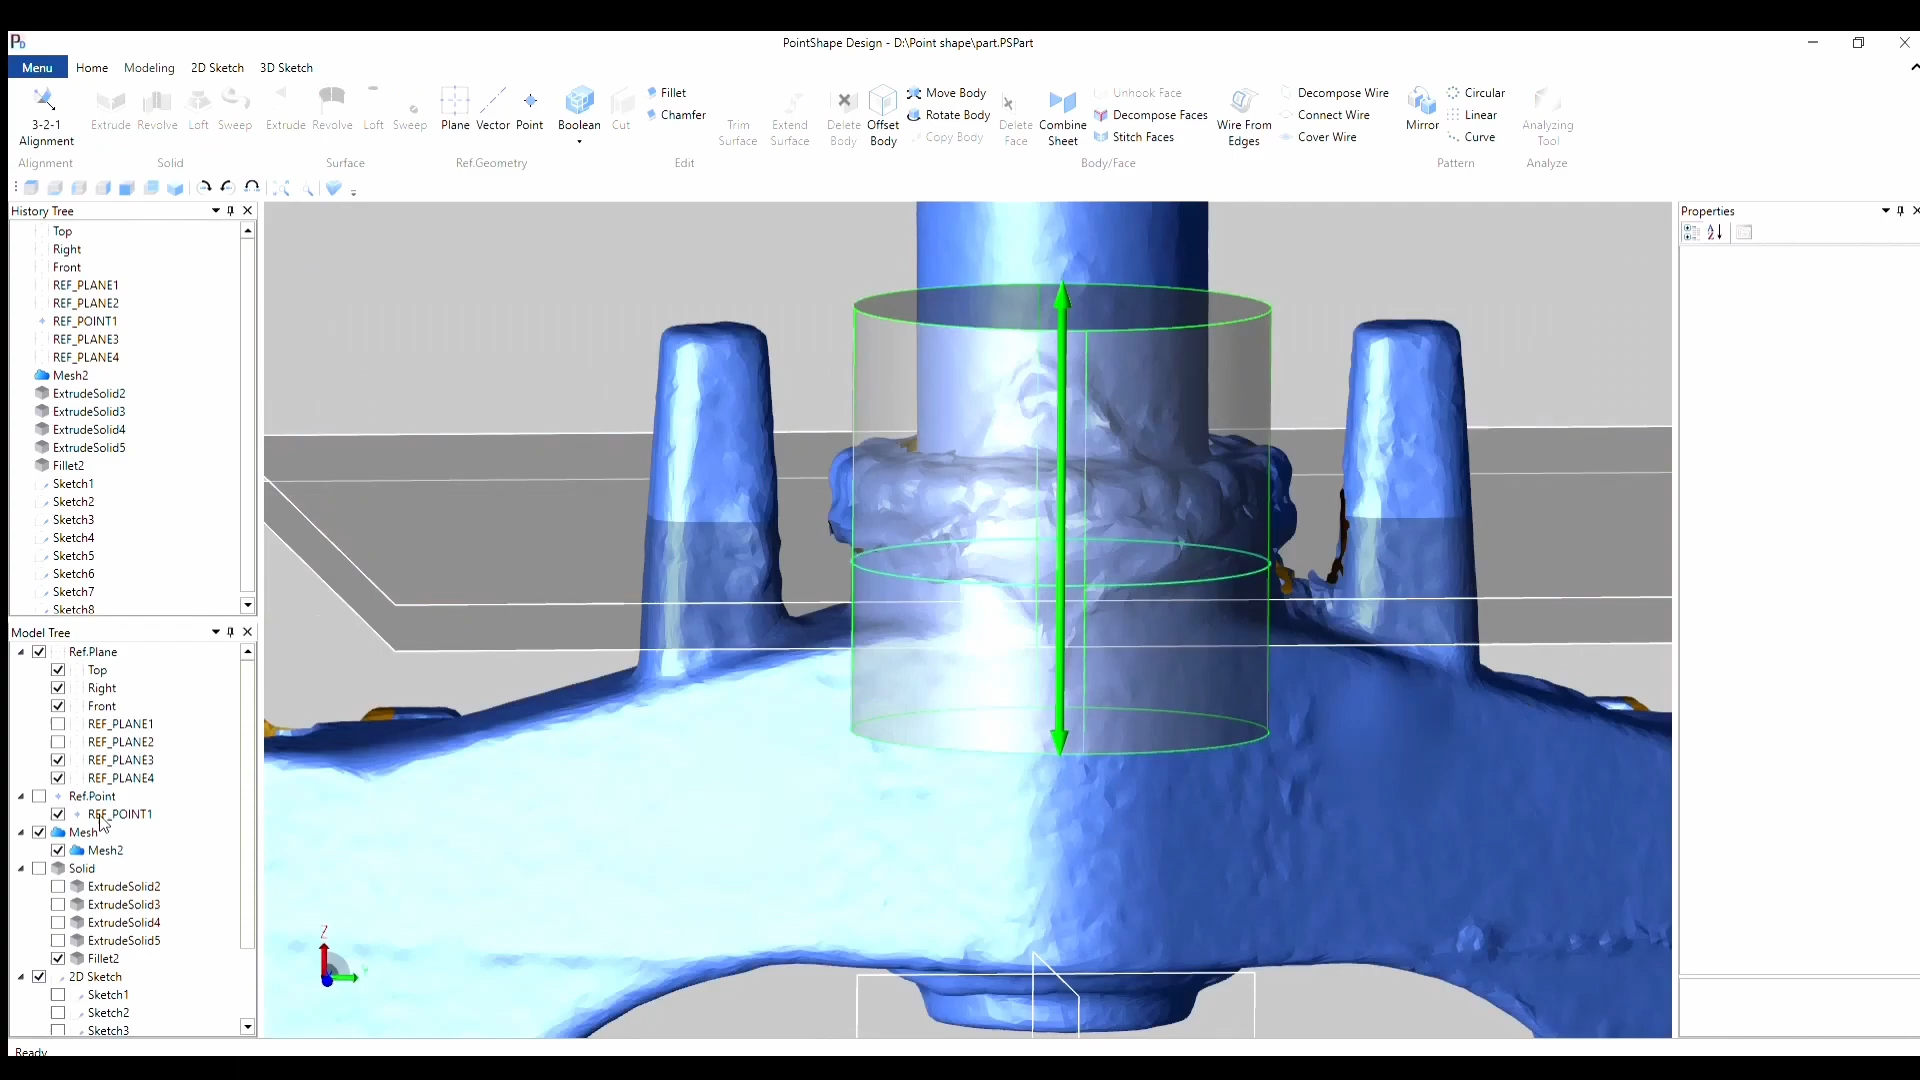 PD
PointShape Design - D:\Point shape\part.PSPart
Menu Home Modeling 2D Sketch 3D Sketch
3-2-1 Alignment
Extrude Revolve Loft Sweep
Extrude Revolve Loft Sweep
Plane Vector Point
Boolean Cut
Fillet
Chamfer
Trim Surface
Extend Surface
Delete Body
Offset Body
Move Body
Rotate Body
Copy Body
Delete Face
Combine Sheet
Unhook Face
Decompose Faces
Stitch Faces
Wire From Edges
Decompose Wire
Connect Wire
Cover Wire
Mirror
Circular
Linear
Curve
Analyzing Tool
Alignment Solid Surface Ref.Geometry Edit Body/Face Pattern Analyze
History Tree
Top
Right
Front
REF_PLANE1
REF_PLANE2
REF_POINT1
REF_PLANE3
REF_PLANE4
Mesh2
ExtrudeSolid2
ExtrudeSolid3
ExtrudeSolid4
ExtrudeSolid5
Fillet2
Sketch1
Sketch2
Sketch3
Sketch4
Sketch5
Sketch6
Sketch7
Sketch8
Model Tree
Ref.Plane
Top
Right
Front
REF_PLANE1
REF_PLANE2
REF_PLANE3
REF_PLANE4
Ref.Point
REF_POINT1
Mesh
Mesh2
Solid
ExtrudeSolid2
ExtrudeSolid3
ExtrudeSolid4
ExtrudeSolid5
Fillet2
2D Sketch
Sketch1
Sketch2
Sketch3
Z
Properties
Ready